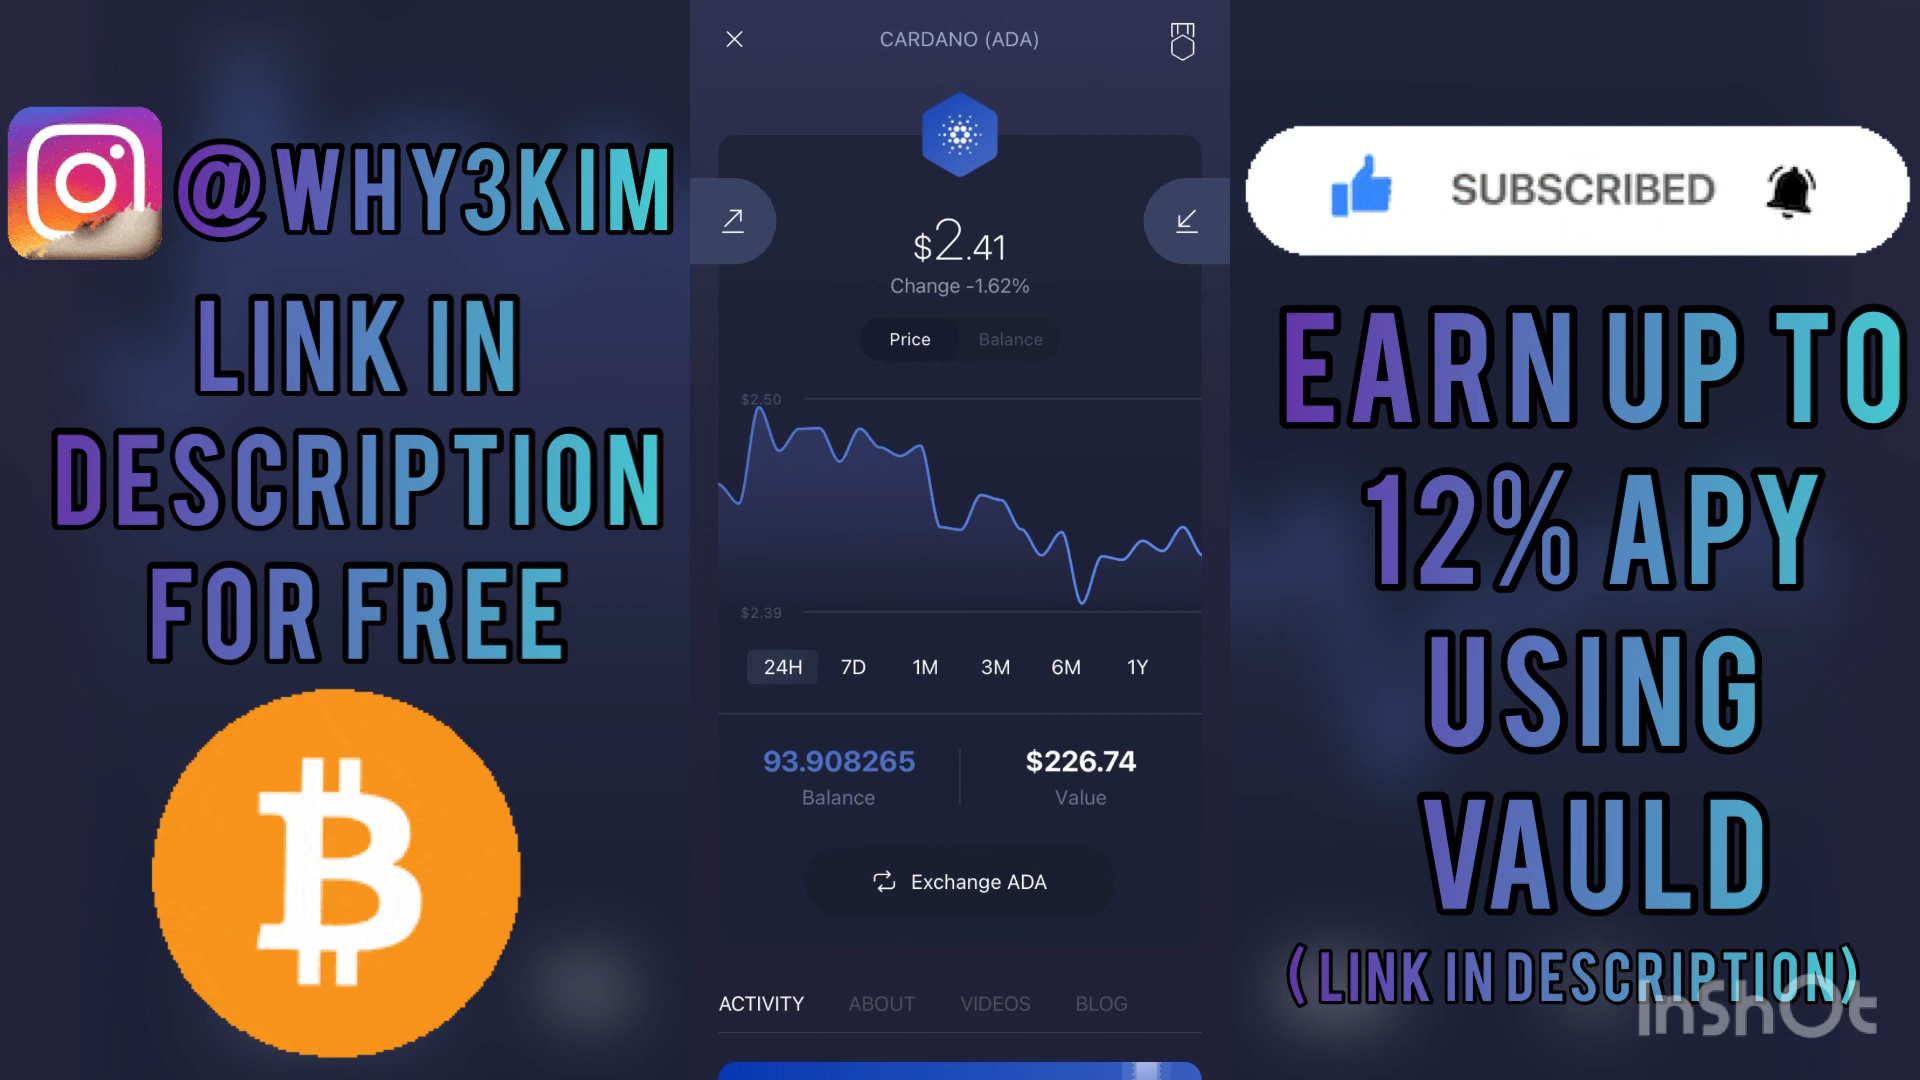 @WHY3KIM
LINK IN
DESCRIPTION
FOR FREE
CARDANO (ADA)
$2.41
Change -1.62%
Price Balance
$2.50
$2.39
24H 7D 1M 3M 6M 1Y
93.908265 $226.74
Balance Value
Exchange ADA
ACTIVITY ABOUT VIDEOS BLOG
SUBSCRIBED
EARN UP TO
12% APY
USING
VAULD
(LINK IN DESCRIPTION)
InShOt